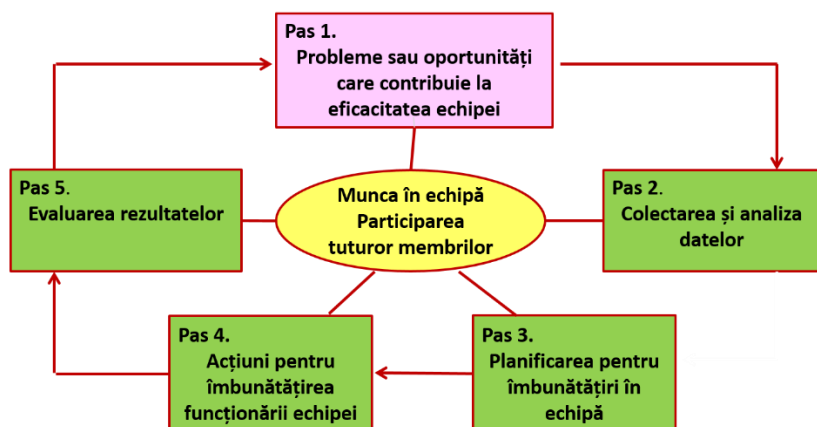 Pas 1.
Probleme sau oportunități
care contribuie la
eficacitatea echipei
Pas 5.
Evaluarea rezultatelor
Munca în echipă
Participarea
tuturor membrilor
Pas 2.
Colectarea și analiza
datelor
Pas 4.
Acțiuni pentru
îmbunătățirea
funcționării echipei
Pas 3.
Planificarea pentru
îmbunătățiri în
echipă